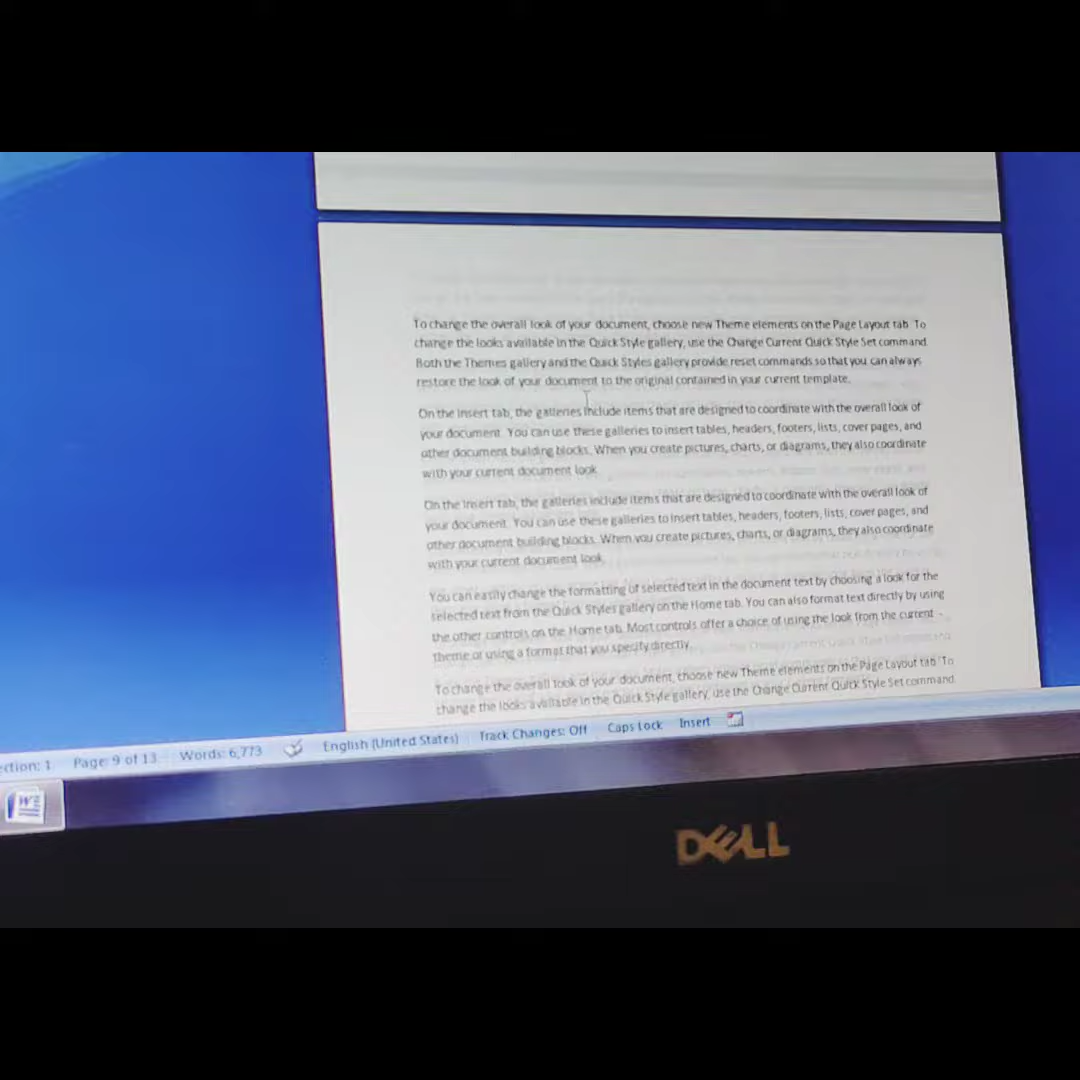 To change the overall look of your document, choose new Theme elements on the Page Layout tab. To
change the looks available in the Quick Style gallery, use the Change Current Quick Style Set command.
Both the Themes gallery and the Quick Styles gallery provide reset commands so that you can always
restore the look of your document to the original contained in your current template.
On the Insert tab, the galleries include items that are designed to coordinate with the overall look of
your document. You can use these galleries to insert tables, headers, footers, lists, cover pages, and
other document building blocks. When you create pictures, charts, or diagrams, they also coordinate
with your current document look.
On the Insert tab, the galleries include items that are designed to coordinate with the overall look of
your document. You can use these galleries to insert tables, headers, footers, lists, cover pages, and
other document building blocks. When you create pictures, charts, or diagrams, they also coordinate
with your current document look.
You can easily change the formatting of selected text in the document text by choosing a look for the
selected text from the Quick Styles gallery on the Home tab. You can also format text directly by using
the other controls on the Home tab. Most controls offer a choice of using the look from the current
theme or using a format that you specify directly.
To change the overall look of your document, choose new Theme elements on the Page Layout tab. To
change the looks available in the Quick Style gallery, use the Change Current Quick Style Set command.
ction: 1 Page: 9 of 13 Words: 6,773 English (United States) Track Changes: Off Caps Lock Insert
W
DELL